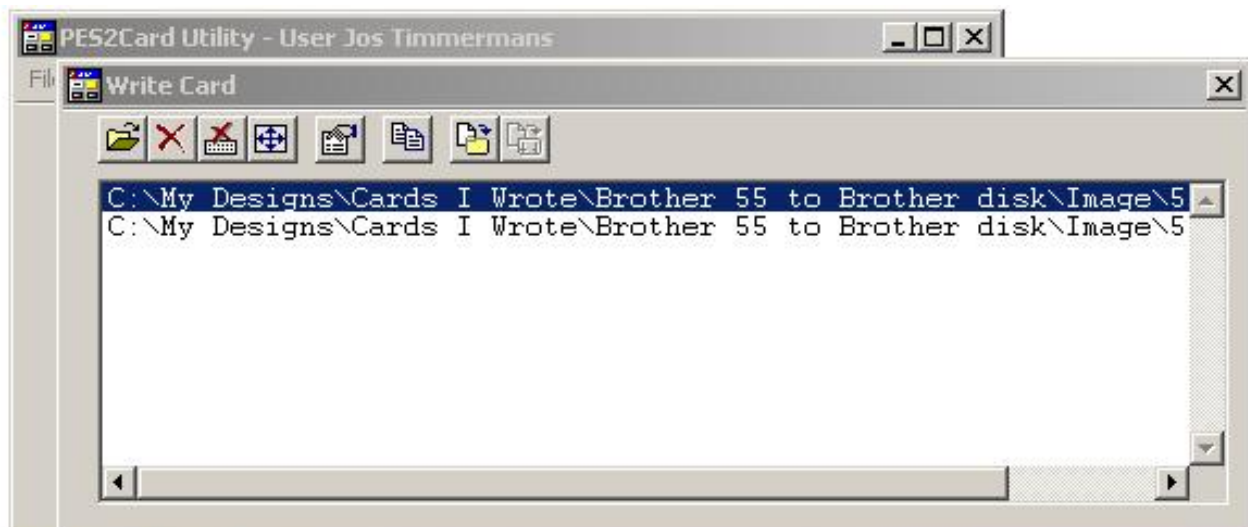 PES2Card Utility - User Jos Timmermans
Write Card
C:\My Designs\Cards I Wrote\Brother 55 to Brother disk\Image\5
C:\My Designs\Cards I Wrote\Brother 55 to Brother disk\Image\5